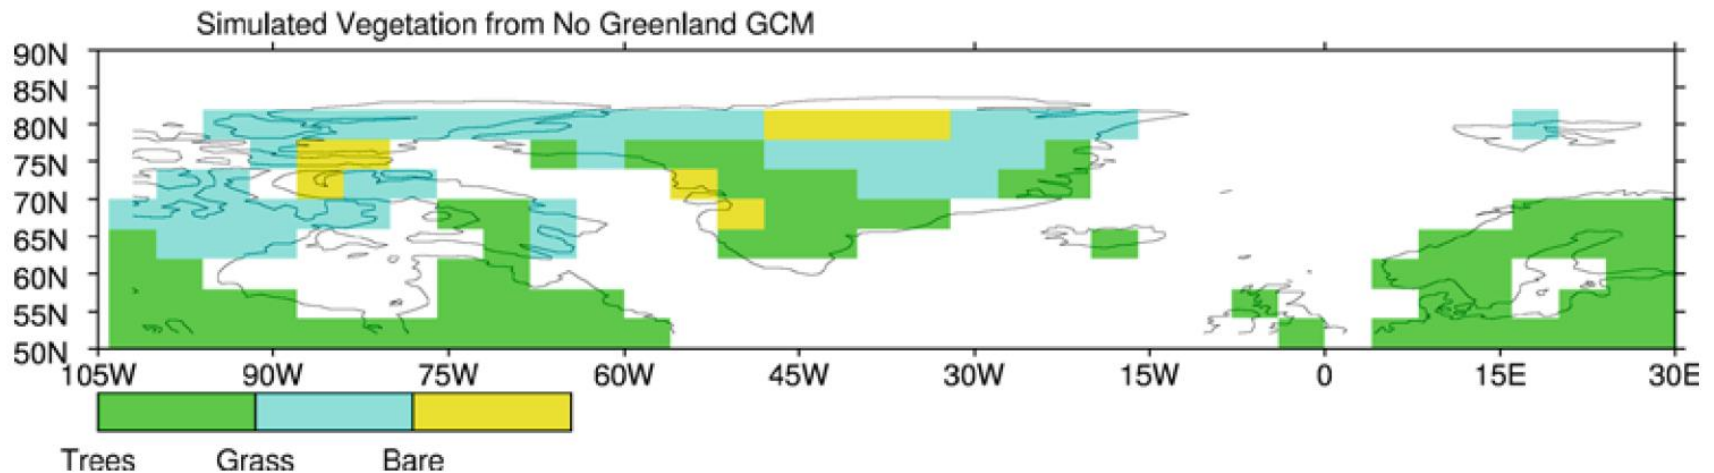 Simulated Vegetation from No Greenland GCM
90N
85N
80N
75N
70N
65N
60N
55N
50N
105W 90W 75W 60W 45W 30W 15W 0 15E 30E
Trees Grass Bare